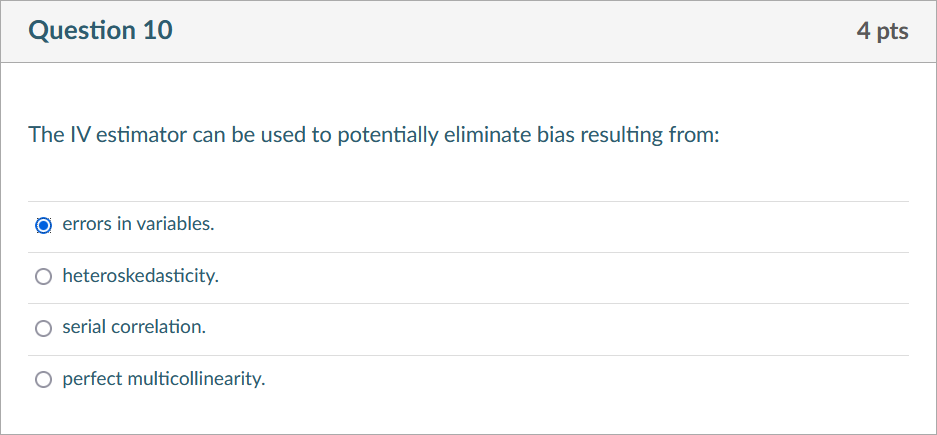 Question 10
4 pts
The IV estimator can be used to potentially eliminate bias resulting from:
errors in variables.
heteroskedasticity.
serial correlation.
perfect multicollinearity.